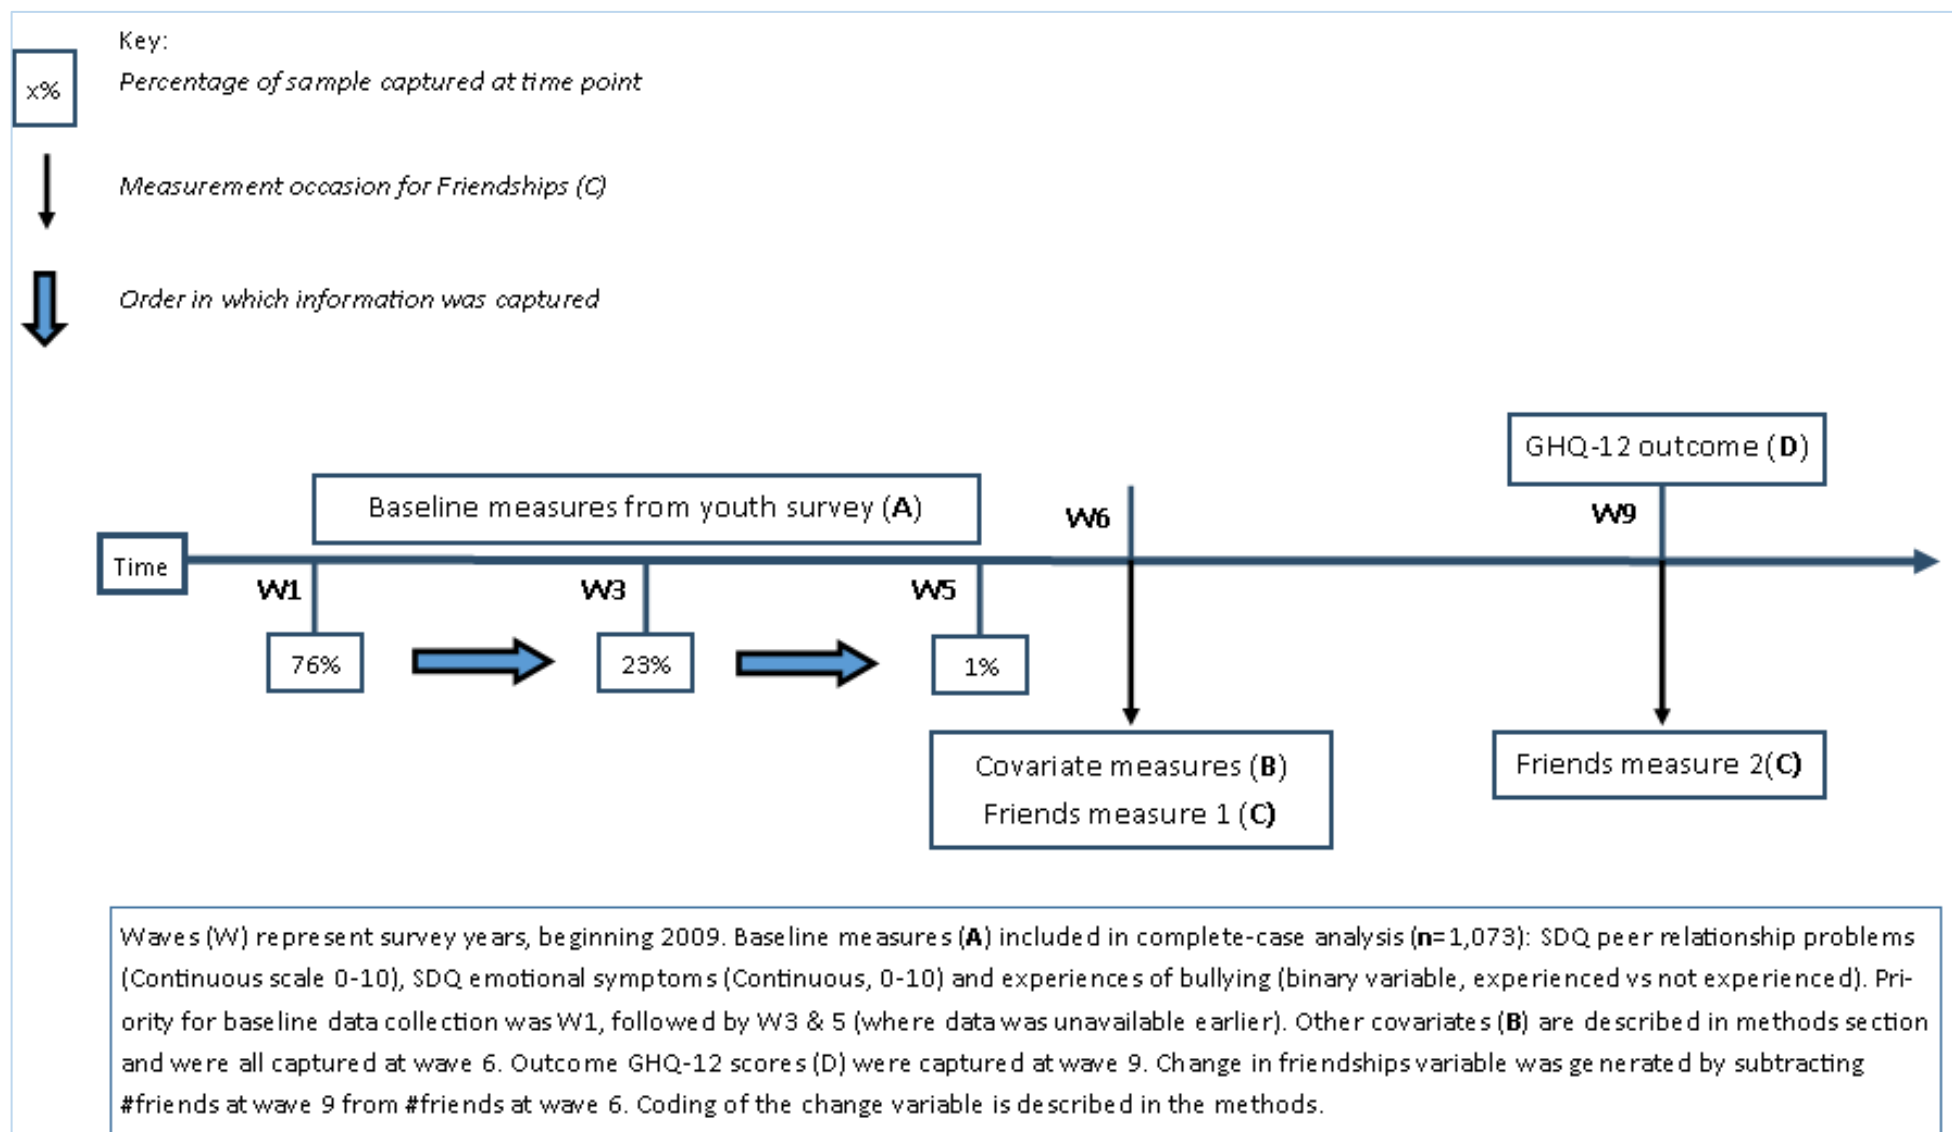 Key:
x%
Percentage of sample captured at time point
Measurement occasion for Friendships (C)
Order in which information was captured
GHQ-12 outcome (D)
Baseline measures from youth survey (A)
W6
W9
Time
W1
W3
W5
76%
23%
1%
Covariate measures (B)
Friends measure 1 (C)
Friends measure 2(C)
Waves (W) represent survey years, beginning 2009. Baseline measures (A) included in complete-case analysis (n=1,073): SDQ peer relationship problems
(Continuous scale 0-10), SDQ emotional symptoms (Continuous, 0-10) and experiences of bullying (binary variable, experienced vs not experienced). Pri-
ority for baseline data collection was W1, followed by W3 & 5 (where data was unavailable earlier). Other covariates (B) are described in methods section
and were all captured at wave 6. Outcome GHQ-12 scores (D) were captured at wave 9. Change in friendships variable was generated by subtracting
#friends at wave 9 from #friends at wave 6. Coding of the change variable is described in the methods.